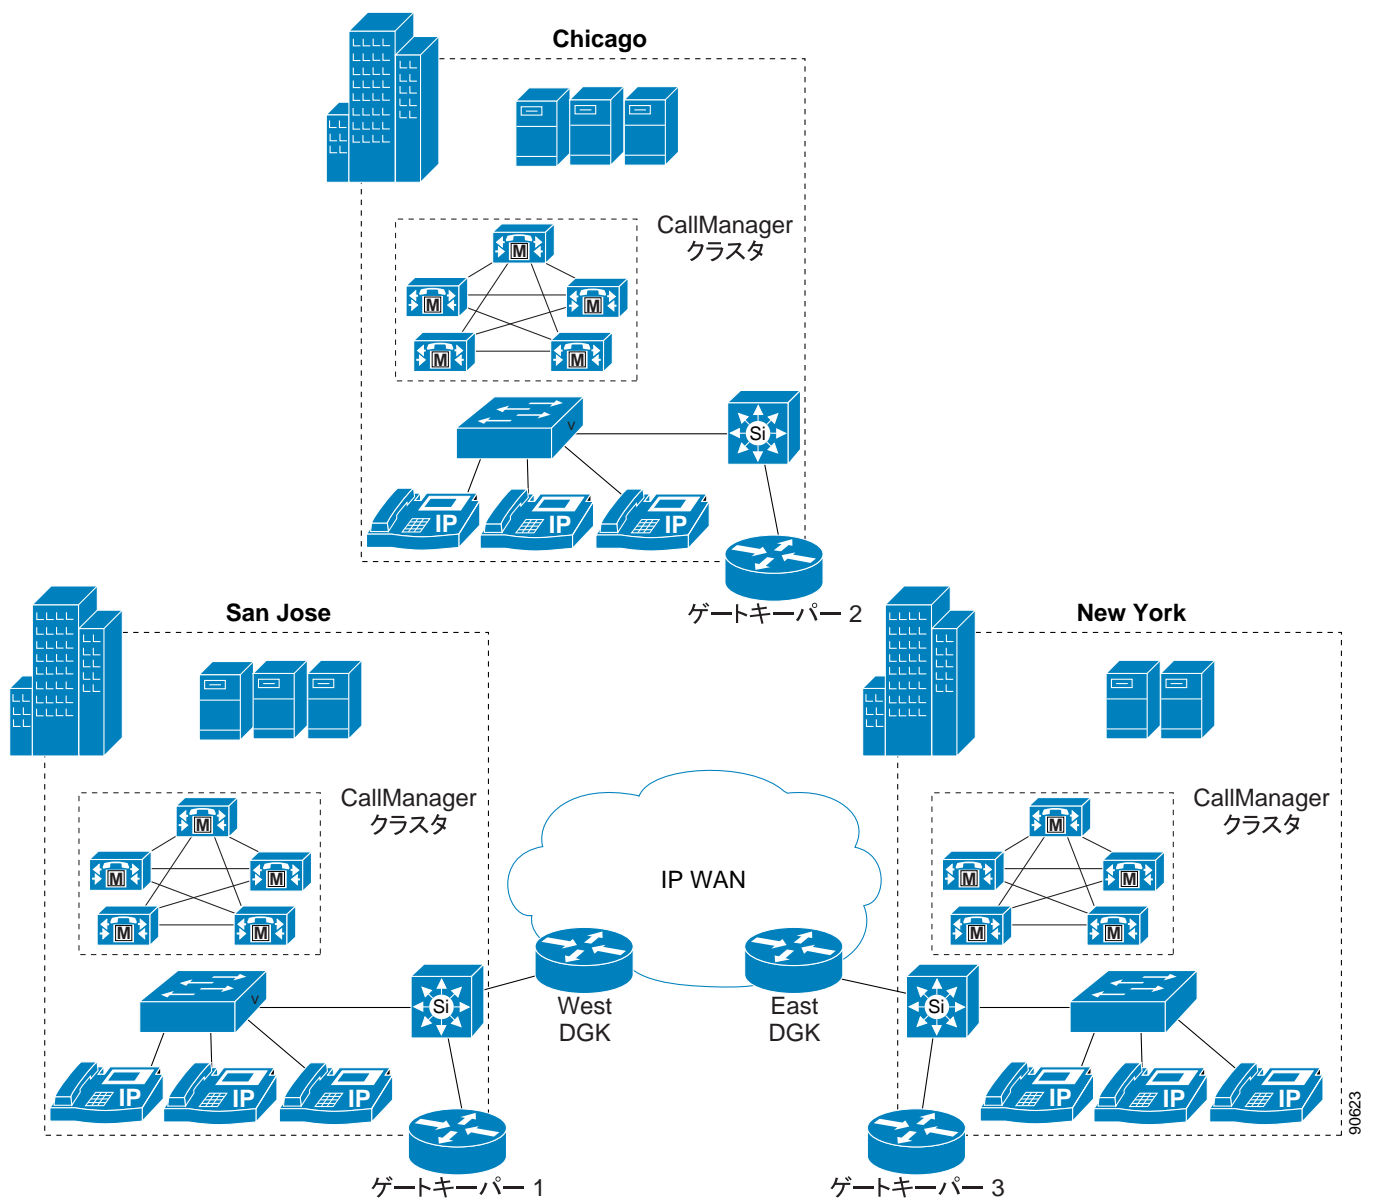 Chicago
CallManager
クラスタ
M
M
M
M
M
V
Si
IP
IP
IP
ゲートキーパー 2
San Jose
CallManager
クラスタ
M
M
M
M
M
V
Si
IP
IP
IP
ゲートキーパー 1
IP WAN
West
DGK
East
DGK
New York
CallManager
クラスタ
M
M
M
M
M
Si
IP
IP
IP
ゲートキーパー 3
90623